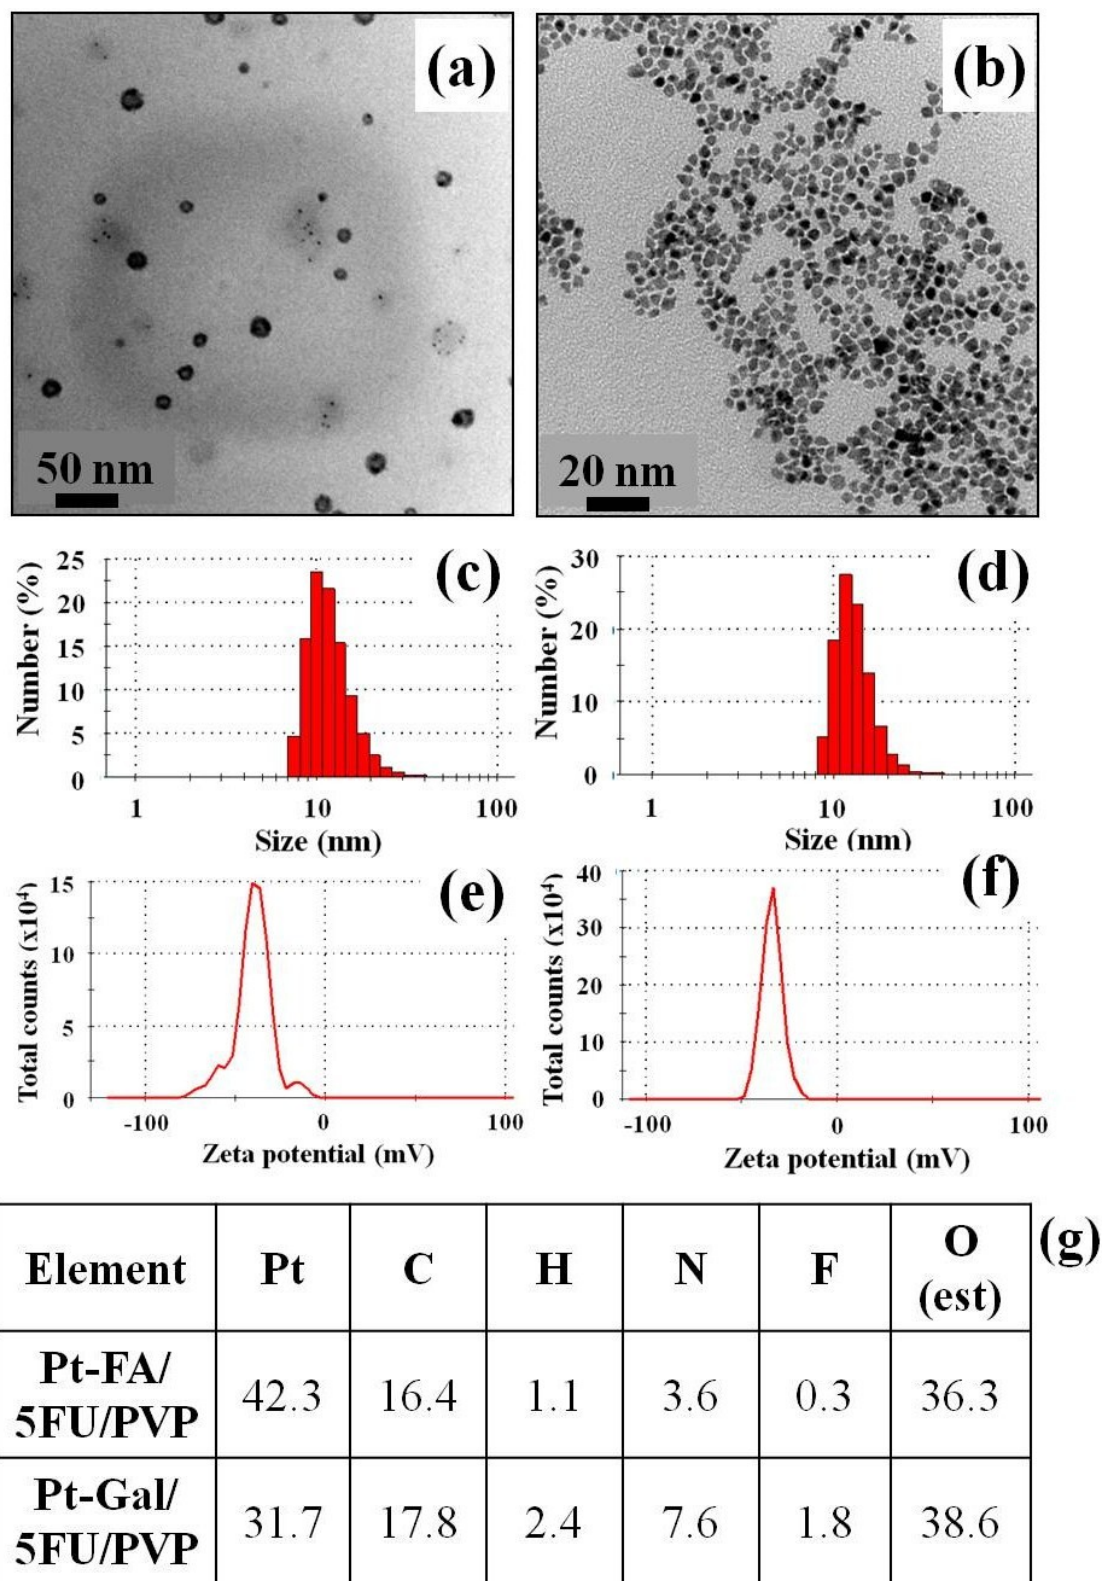 (a)
50 nm
(b)
20 nm
25
20
15
10
5
0
Number (%)
(c)
1
10
100
Size (nm)
30
20
10
0
Number (%)
(d)
1
10
100
Size (nm)
15
10
5
0
Total counts (x10⁴)
(e)
-100
0
100
Zeta potential (mV)
40
30
20
10
0
Total counts (x10⁴)
(f)
-100
0
100
Zeta potential (mV)
(g)
Element Pt C H N F O
(est)
Pt-FA/
5FU/PVP 42.3 16.4 1.1 3.6 0.3 36.3
Pt-Gal/
5FU/PVP 31.7 17.8 2.4 7.6 1.8 38.6